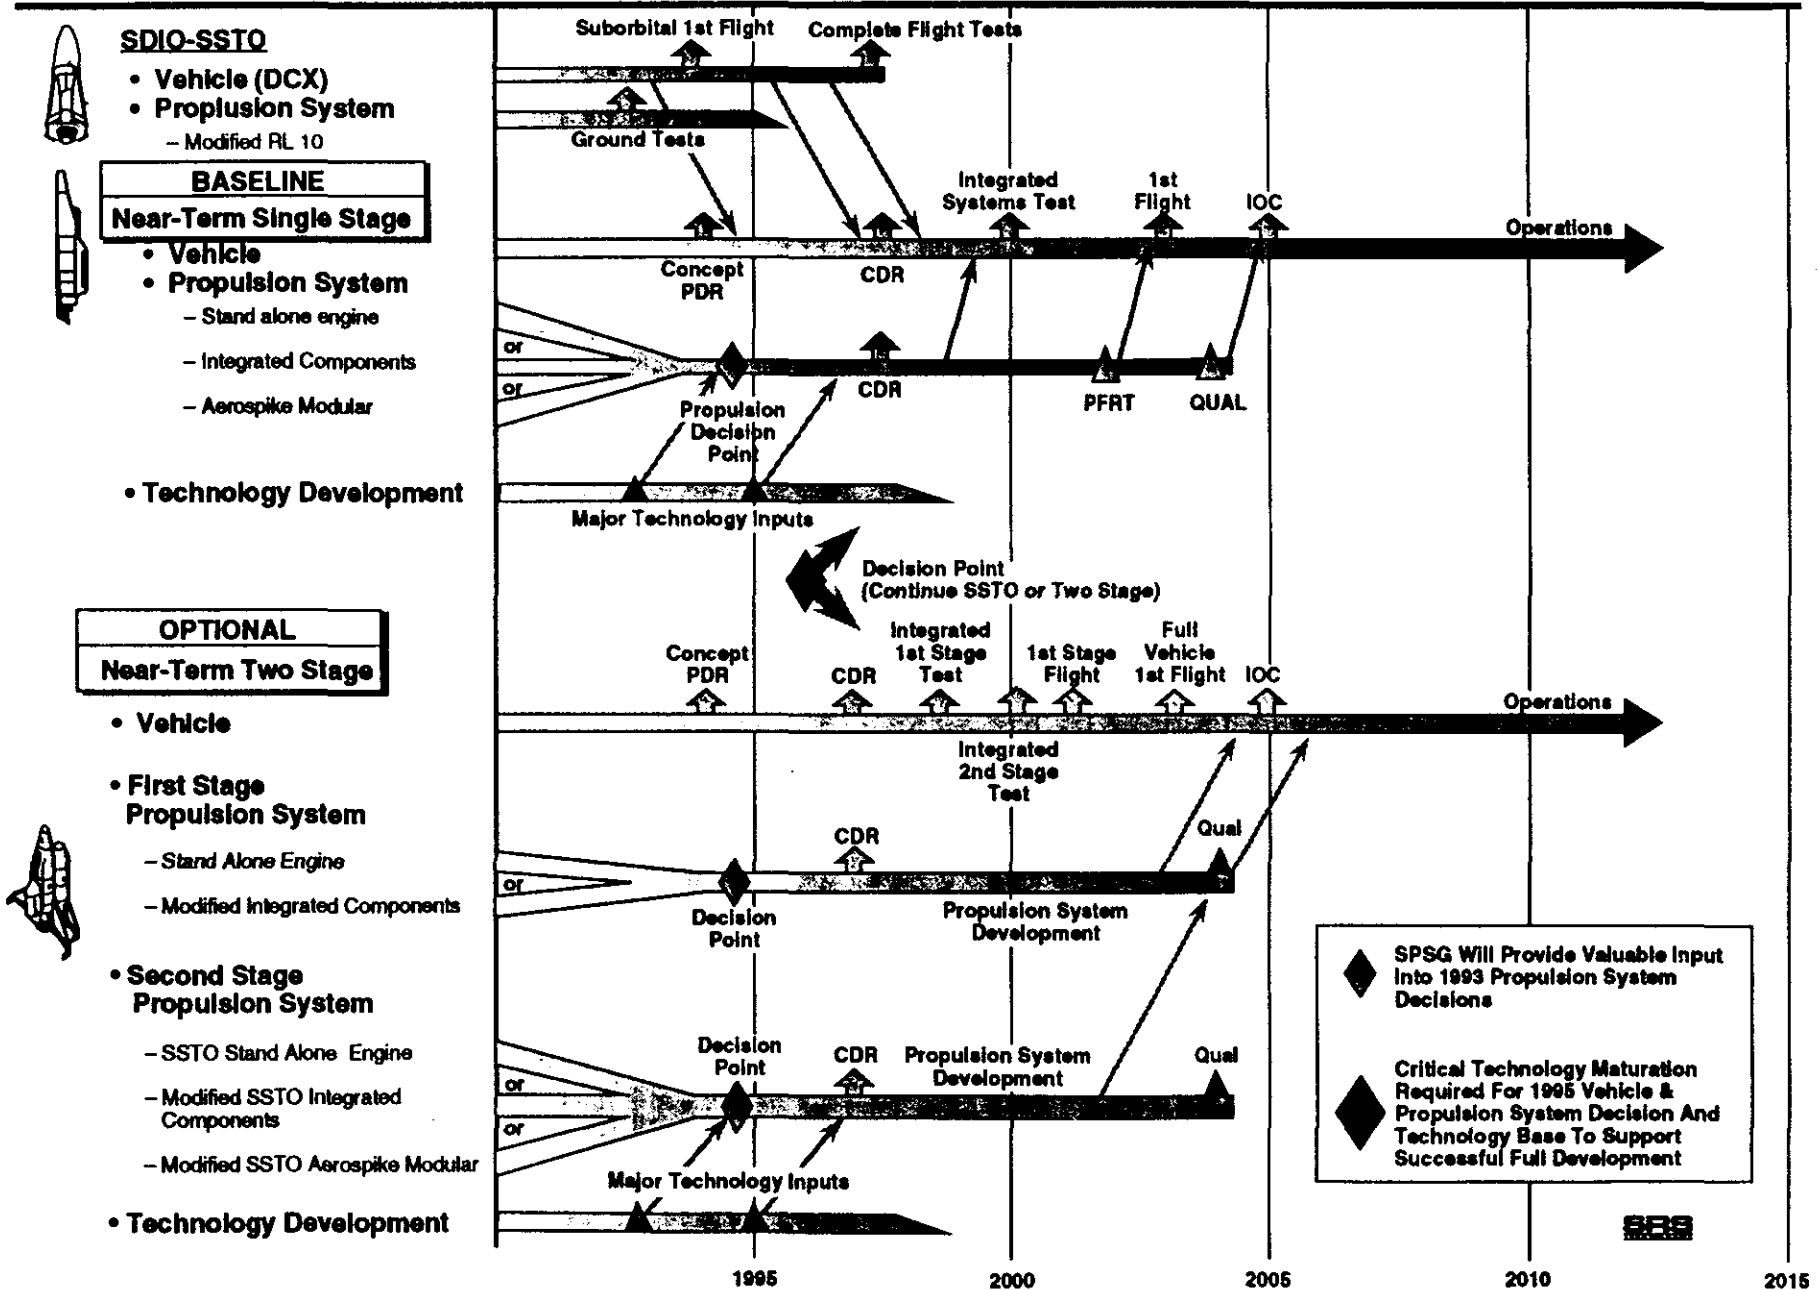 SDIO-SSTO
• Vehicle (DCX)
• Proplusion System
– Modified RL 10
Suborbital 1st Flight
Complete Flight Tests
Ground Tests
BASELINE
Near-Term Single Stage
• Vehicle
• Propulsion System
– Stand alone engine
– Integrated Components
– Aerospike Modular
Integrated
Systems Test
1st
Flight
IOC
Operations
Concept
PDR
CDR
or
or
CDR
PFRT
QUAL
Propulsion
Decision
Point
• Technology Development
Major Technology Inputs
Decision Point
(Continue SSTO or Two Stage)
OPTIONAL
Near-Term Two Stage
• Vehicle
Concept
PDR
CDR
Integrated
1st Stage
Test
1st Stage
Flight
Full
Vehicle
1st Flight
IOC
Operations
Integrated
2nd Stage
Test
• First Stage
Propulsion System
– Stand Alone Engine
– Modified Integrated Components
or
CDR
Qual
Decision
Point
Propulsion System
Development
• Second Stage
Propulsion System
– SSTO Stand Alone Engine
– Modified SSTO Integrated
Components
– Modified SSTO Aerospike Modular
or
or
Decision
Point
CDR
Propulsion System
Development
Qual
Major Technology Inputs
• Technology Development
SPSG Will Provide Valuable Input
Into 1993 Propulsion System
Decisions
Critical Technology Maturation
Required For 1995 Vehicle &
Propulsion System Decision And
Technology Base To Support
Successful Full Development
SRS
1995
2000
2005
2010
2015